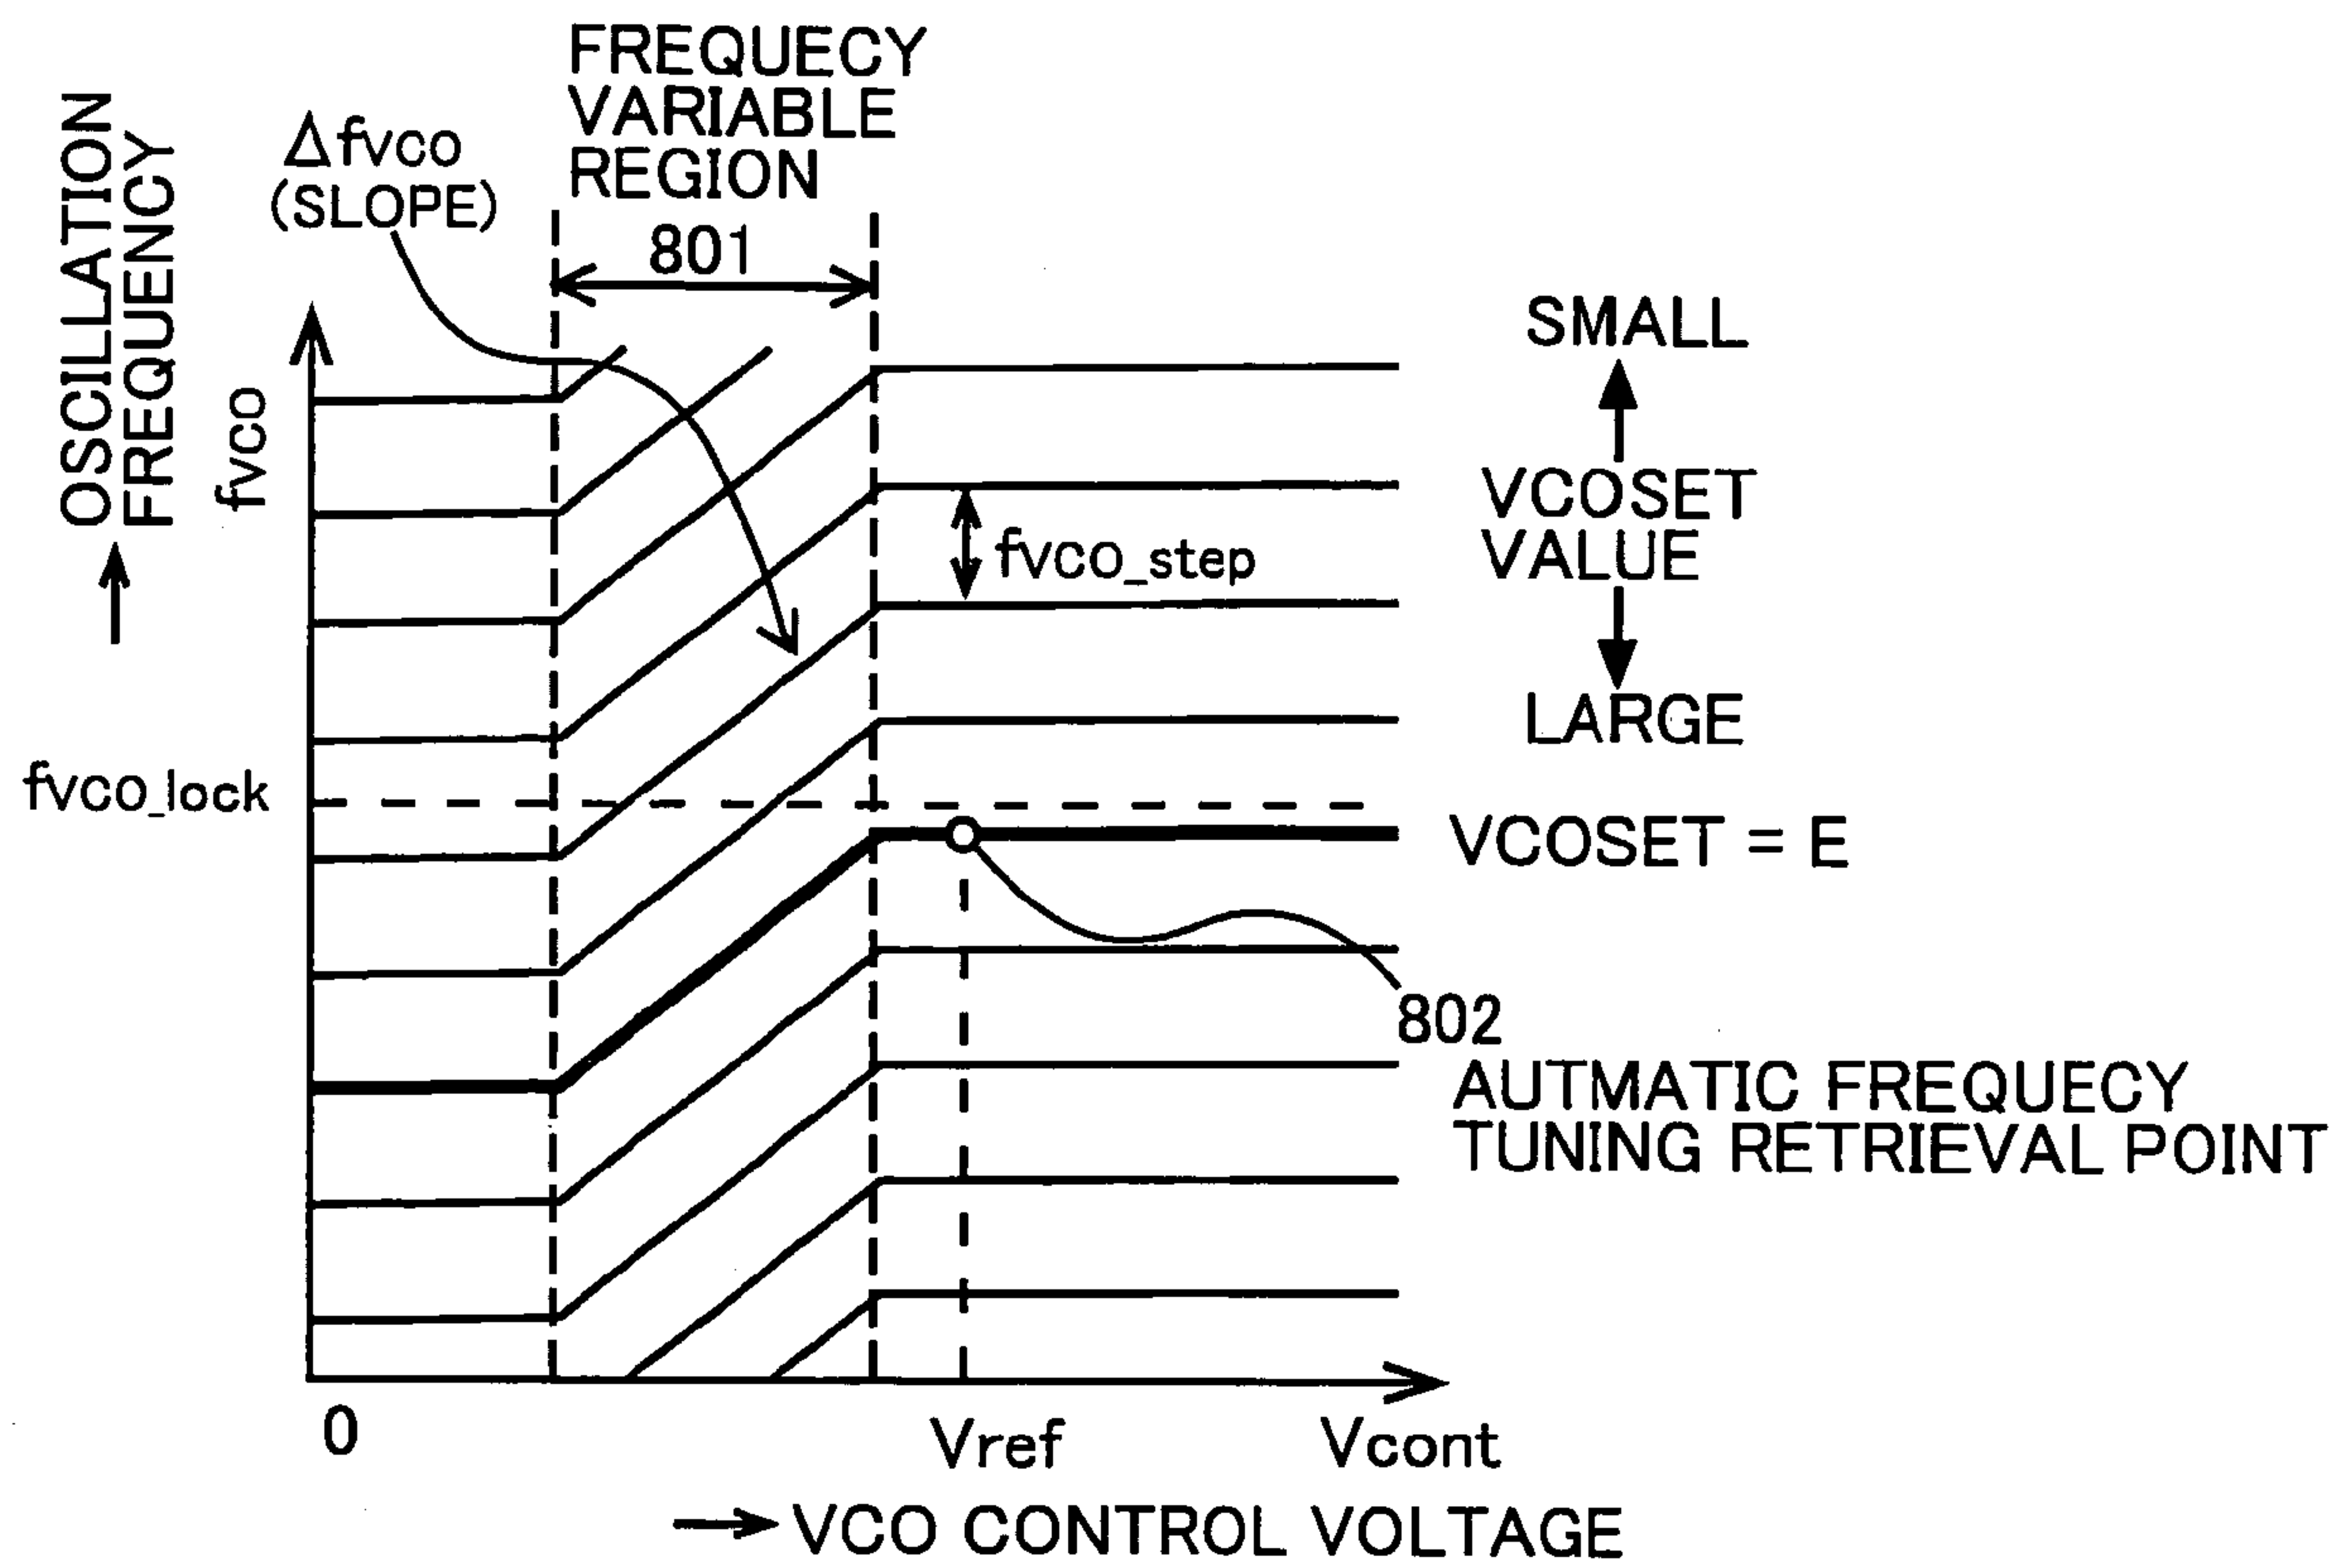 FREQUECY
VARIABLE
REGION
801
Δfvco
(SLOPE)
OSCILLATION
FREQUENCY
fvco
SMALL
VCOSET
VALUE
LARGE
fvco_step
fvco_lock
VCOSET = E
802
AUTMATIC FREQUECY
TUNING RETRIEVAL POINT
0
Vref
Vcont
VCO CONTROL VOLTAGE